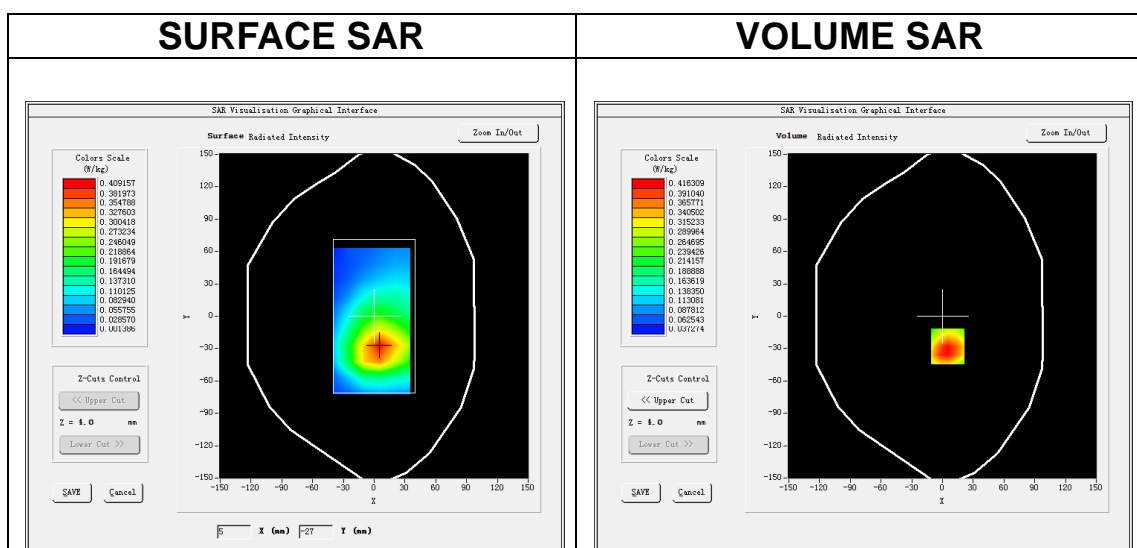 SURFACE SAR
VOLUME SAR
SAR Visualisation Graphical Interface
Surface Radiated Intensity
Zoom In/Out
Colors Scale
(W/kg)
0.409157
0.381973
0.354788
0.327603
0.300418
0.273234
0.246049
0.218864
0.191679
0.164494
0.137310
0.110125
0.082940
0.055755
0.028570
0.001386
150
120
90
60
30
0
-30
-60
-90
-120
-150
Y
-150 -120 -90 -60 -30 0 30 60 90 120 150
X
Z-Cuts Control
<< Upper Cut
Z = 4.0 mm
Lower Cut >>
SAVE Cancel
5 X (mm) -27 Y (mm)
SAR Visualisation Graphical Interface
Volume Radiated Intensity
Zoom In/Out
Colors Scale
(W/kg)
0.416309
0.391040
0.365771
0.340502
0.315233
0.289964
0.264695
0.239426
0.214157
0.188888
0.163619
0.138350
0.113081
0.087812
0.062543
0.037274
150
120
90
60
30
0
-30
-60
-90
-120
-150
Y
-150 -120 -90 -60 -30 0 30 60 90 120 150
X
Z-Cuts Control
<< Upper Cut
Z = 4.0 mm
Lower Cut >>
SAVE Cancel